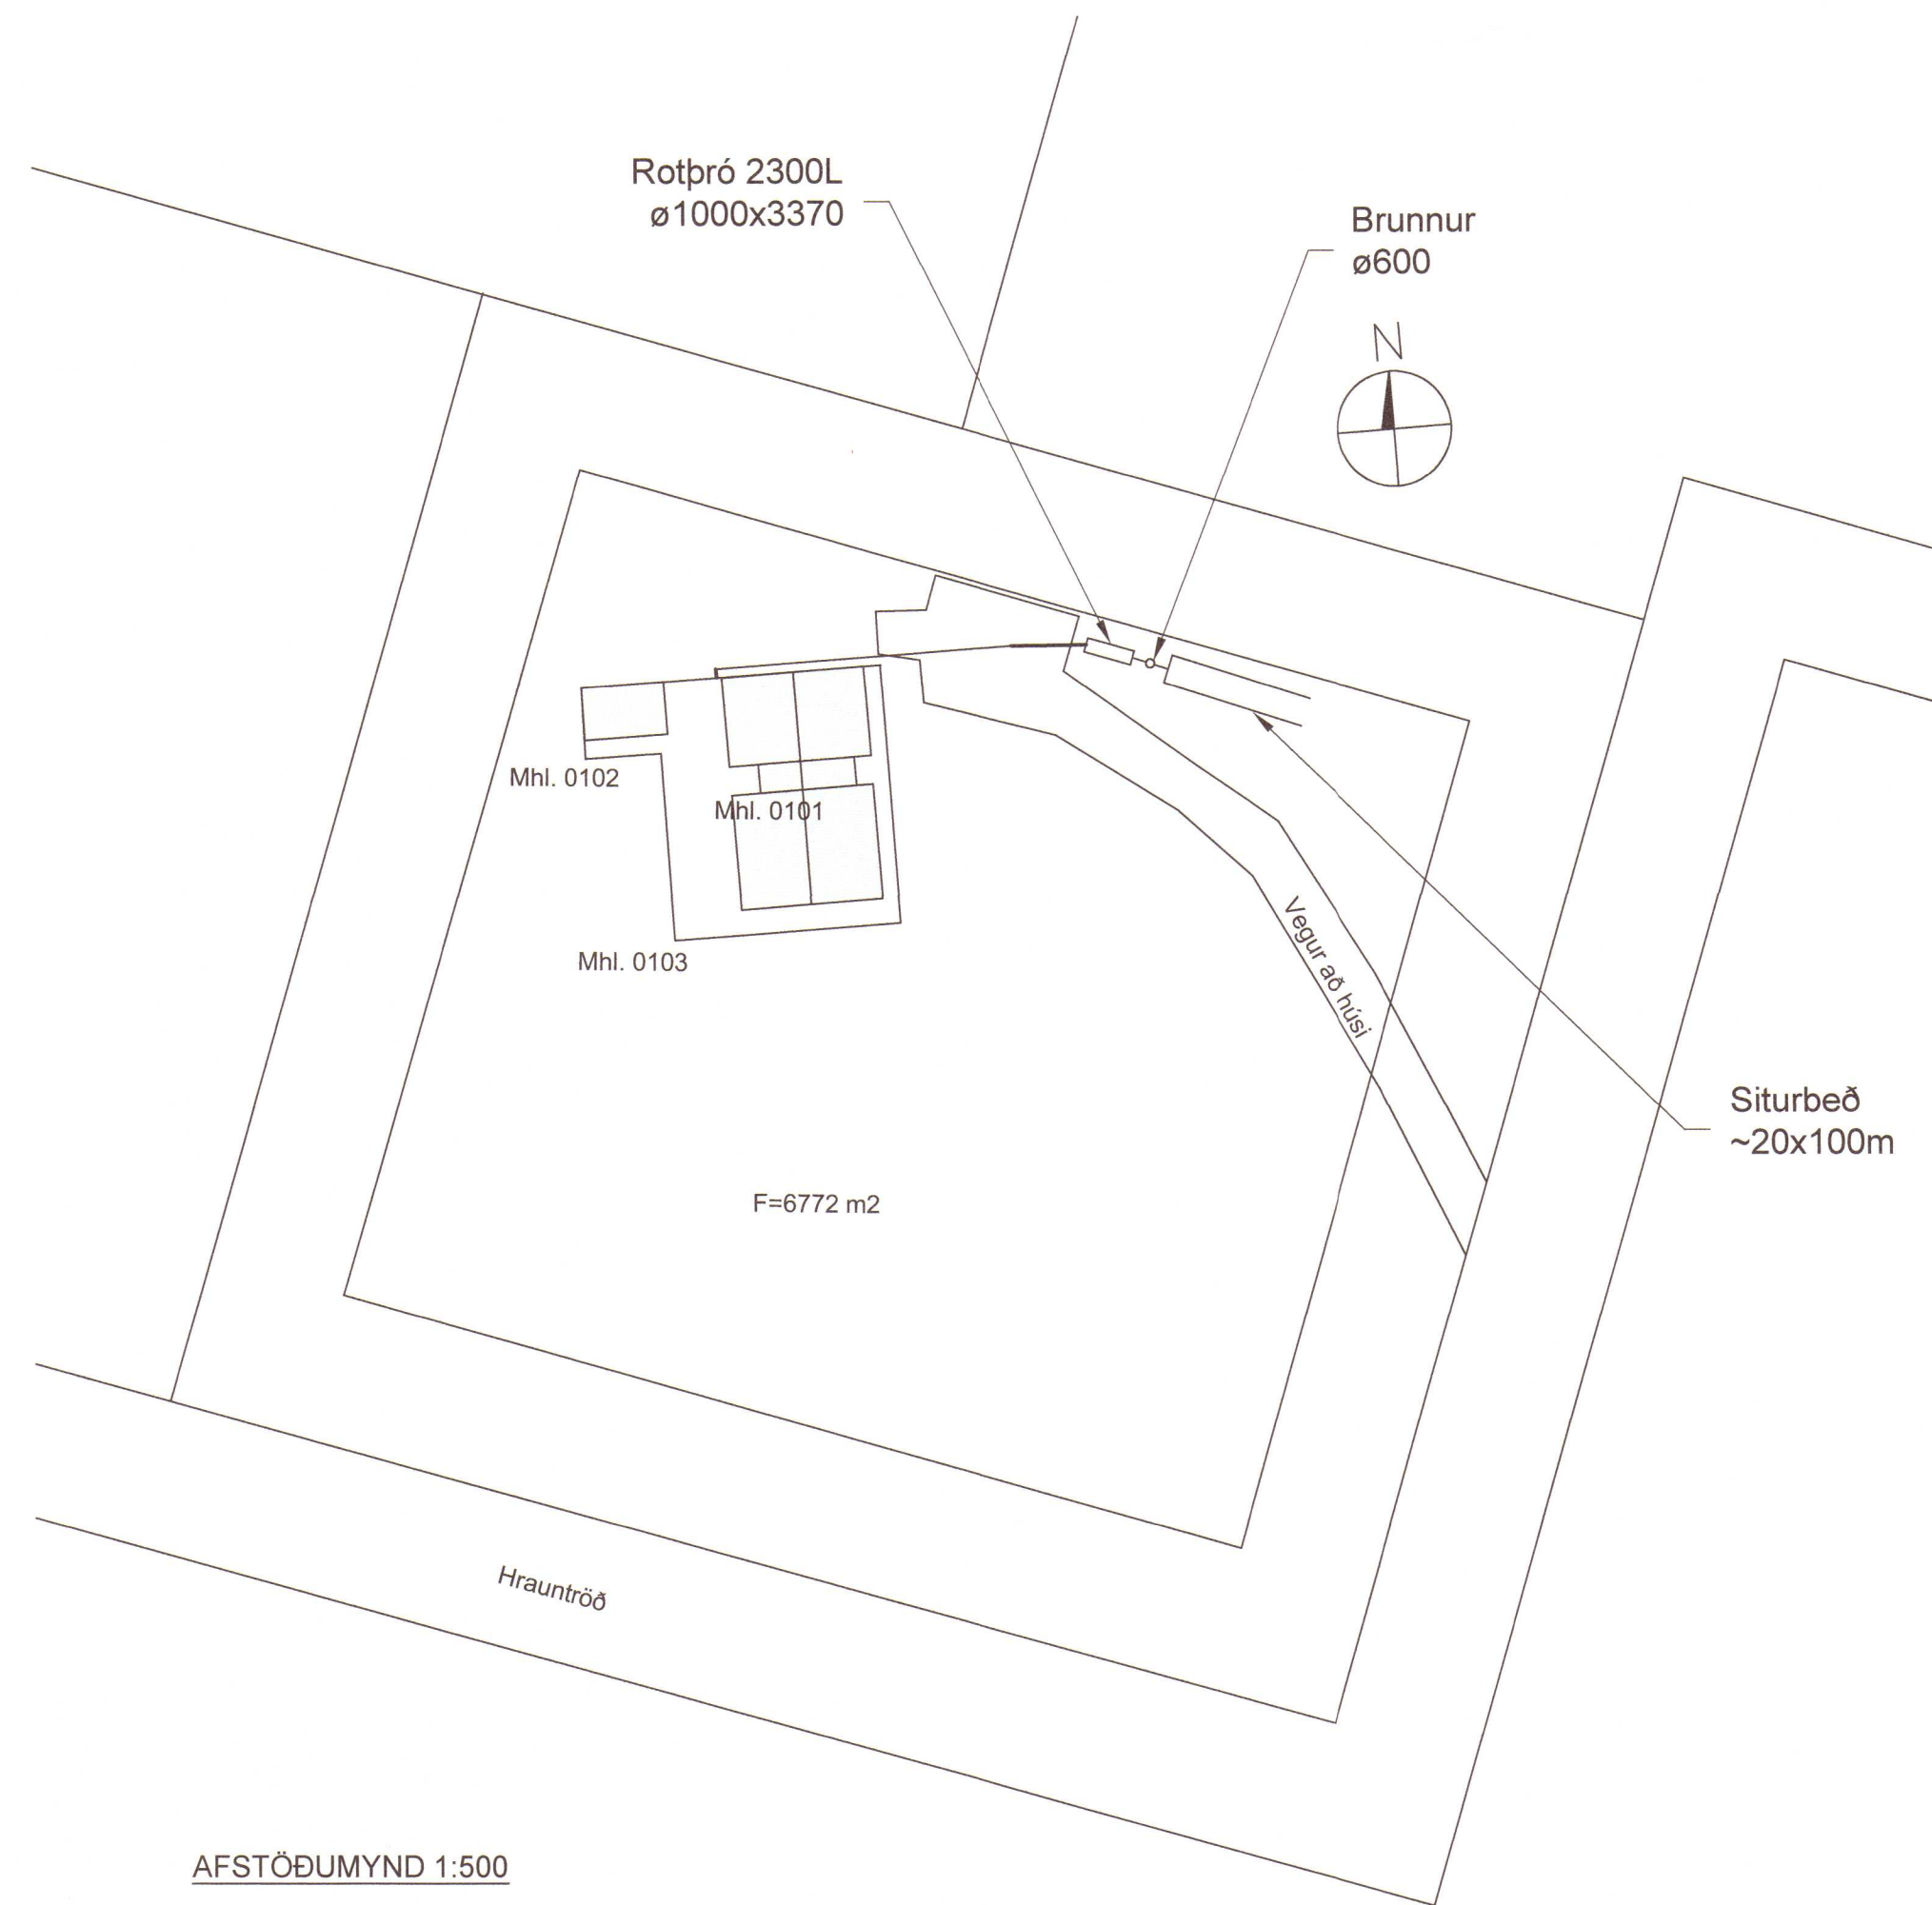 Rotþró 2300L
ø1000x3370
Brunnur
ø600
N
Mhl. 0102
Mhl. 0101
Mhl. 0103
Vegur að húsi
Siturbeð
~20x100m
F=6772 m2
Hrauntröð
AFSTÖÐUMYND 1:500